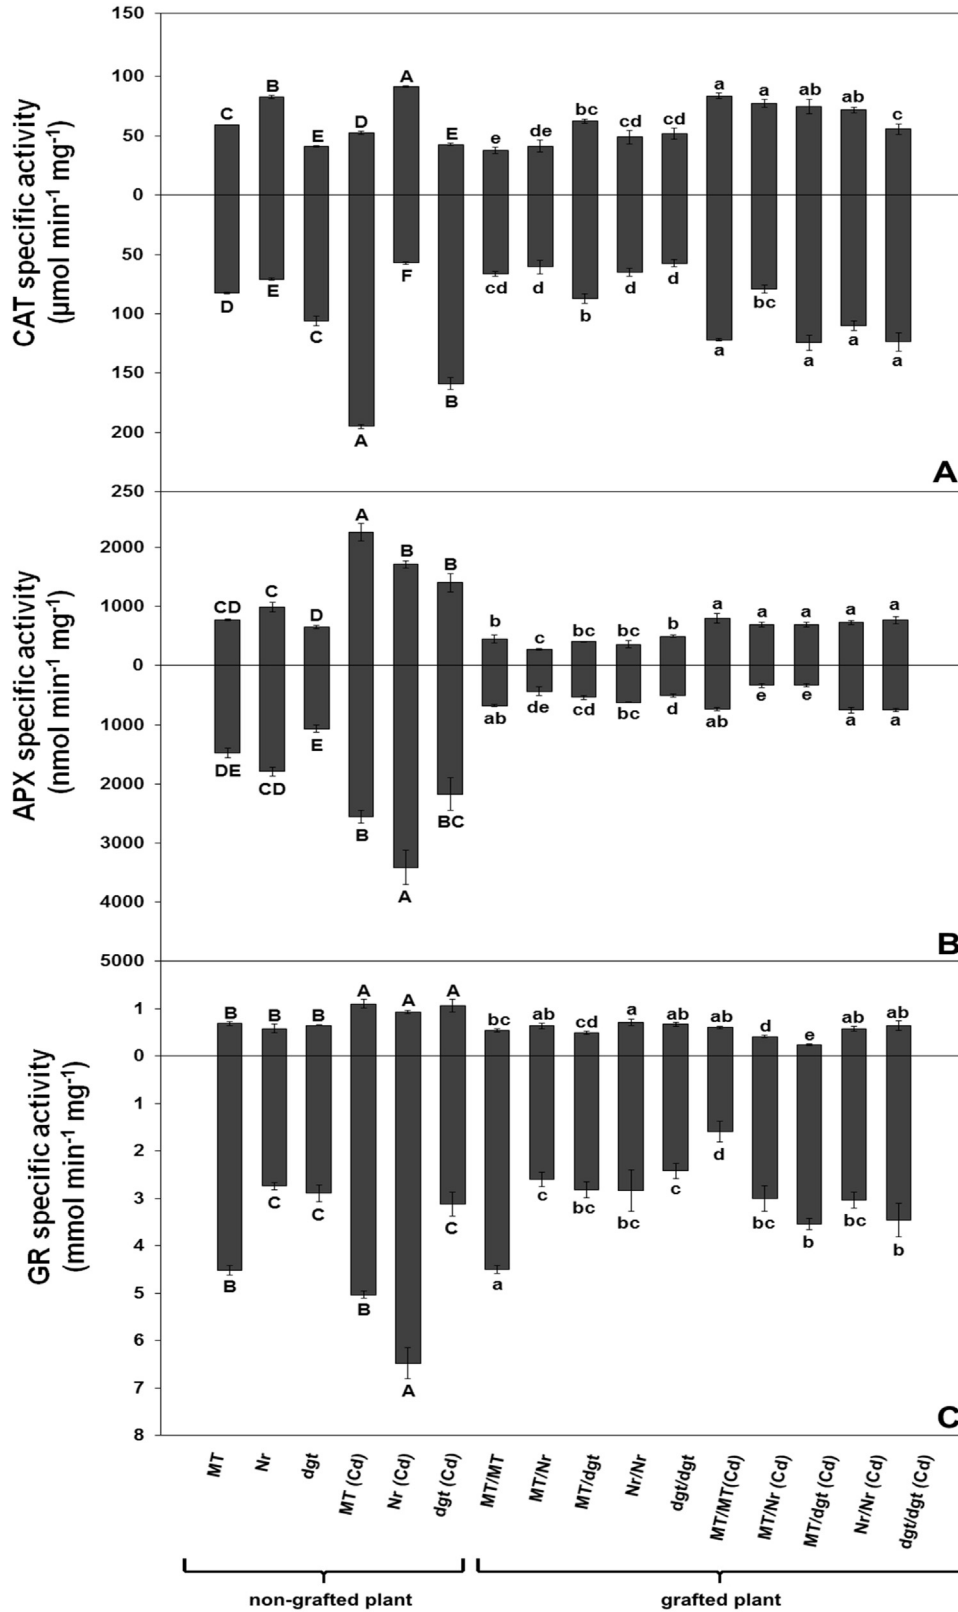 150
100
50
0
50
100
150
200
250
CAT specific activity
(µmol min-1 mg-1)
C B E D A E e de bc cd cd a a ab ab c
D E C A F B cd d b d d a bc a a a
A
2000
1000
0
1000
2000
3000
4000
5000
APX specific activity
(nmol min-1 mg-1)
CD C D A B B b c bc bc b a a a a a
DE CD E B A BC ab de cd bc d ab e e a a
B
1
0
1
2
3
4
5
6
7
8
GR specific activity
(mmol min-1 mg-1)
B B B A A A bc ab cd a ab ab d e ab ab
B C C B A C a c bc bc c d bc b bc b
C
MT
Nr
dgt
MT (Cd)
Nr (Cd)
dgt (Cd)
MT/MT
MT/Nr
MT/dgt
Nr/Nr
dgt/dgt
MT/MT(Cd)
MT/Nr (Cd)
MT/dgt (Cd)
Nr/Nr (Cd)
dgt/dgt (Cd)
non-grafted plant
grafted plant